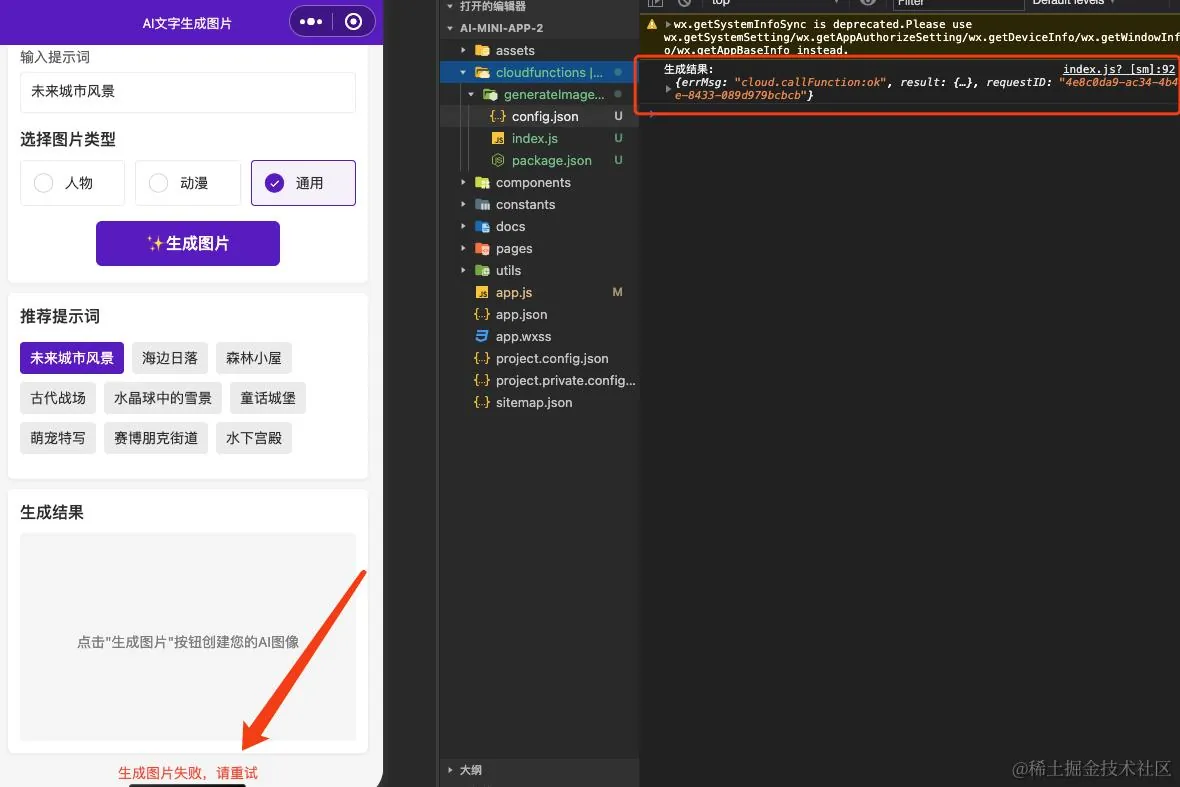 AI文字生成图片
输入提示词
未来城市风景
选择图片类型
人物
动漫
通用
✨生成图片
推荐提示词
未来城市风景
海边日落
森林小屋
古代战场
水晶球中的雪景
童话城堡
萌宠特写
赛博朋克街道
水下宫殿
生成结果
点击"生成图片"按钮创建您的AI图像
生成图片失败，请重试
打开的编辑器
AI-MINI-APP-2
assets
cloudfunctions |...
generateImage...
config.json U
index.js U
package.json U
components
constants
docs
pages
utils
app.js M
app.json
app.wxss
project.config.json
project.private.config...
sitemap.json
大纲
top
Filter
Default levels
wx.getSystemInfoSync is deprecated.Please use
wx.getSystemSetting/wx.getAppAuthorizeSetting/wx.getDeviceInfo/wx.getWindowInf
o/wx.getAppBaseInfo instead.
生成结果: index.js? [sm]:92
{errMsg: "cloud.callFunction:ok", result: {…}, requestID: "4e8c0da9-ac34-4b4
e-8433-089d979bcbcb"}
@稀土掘金技术社区